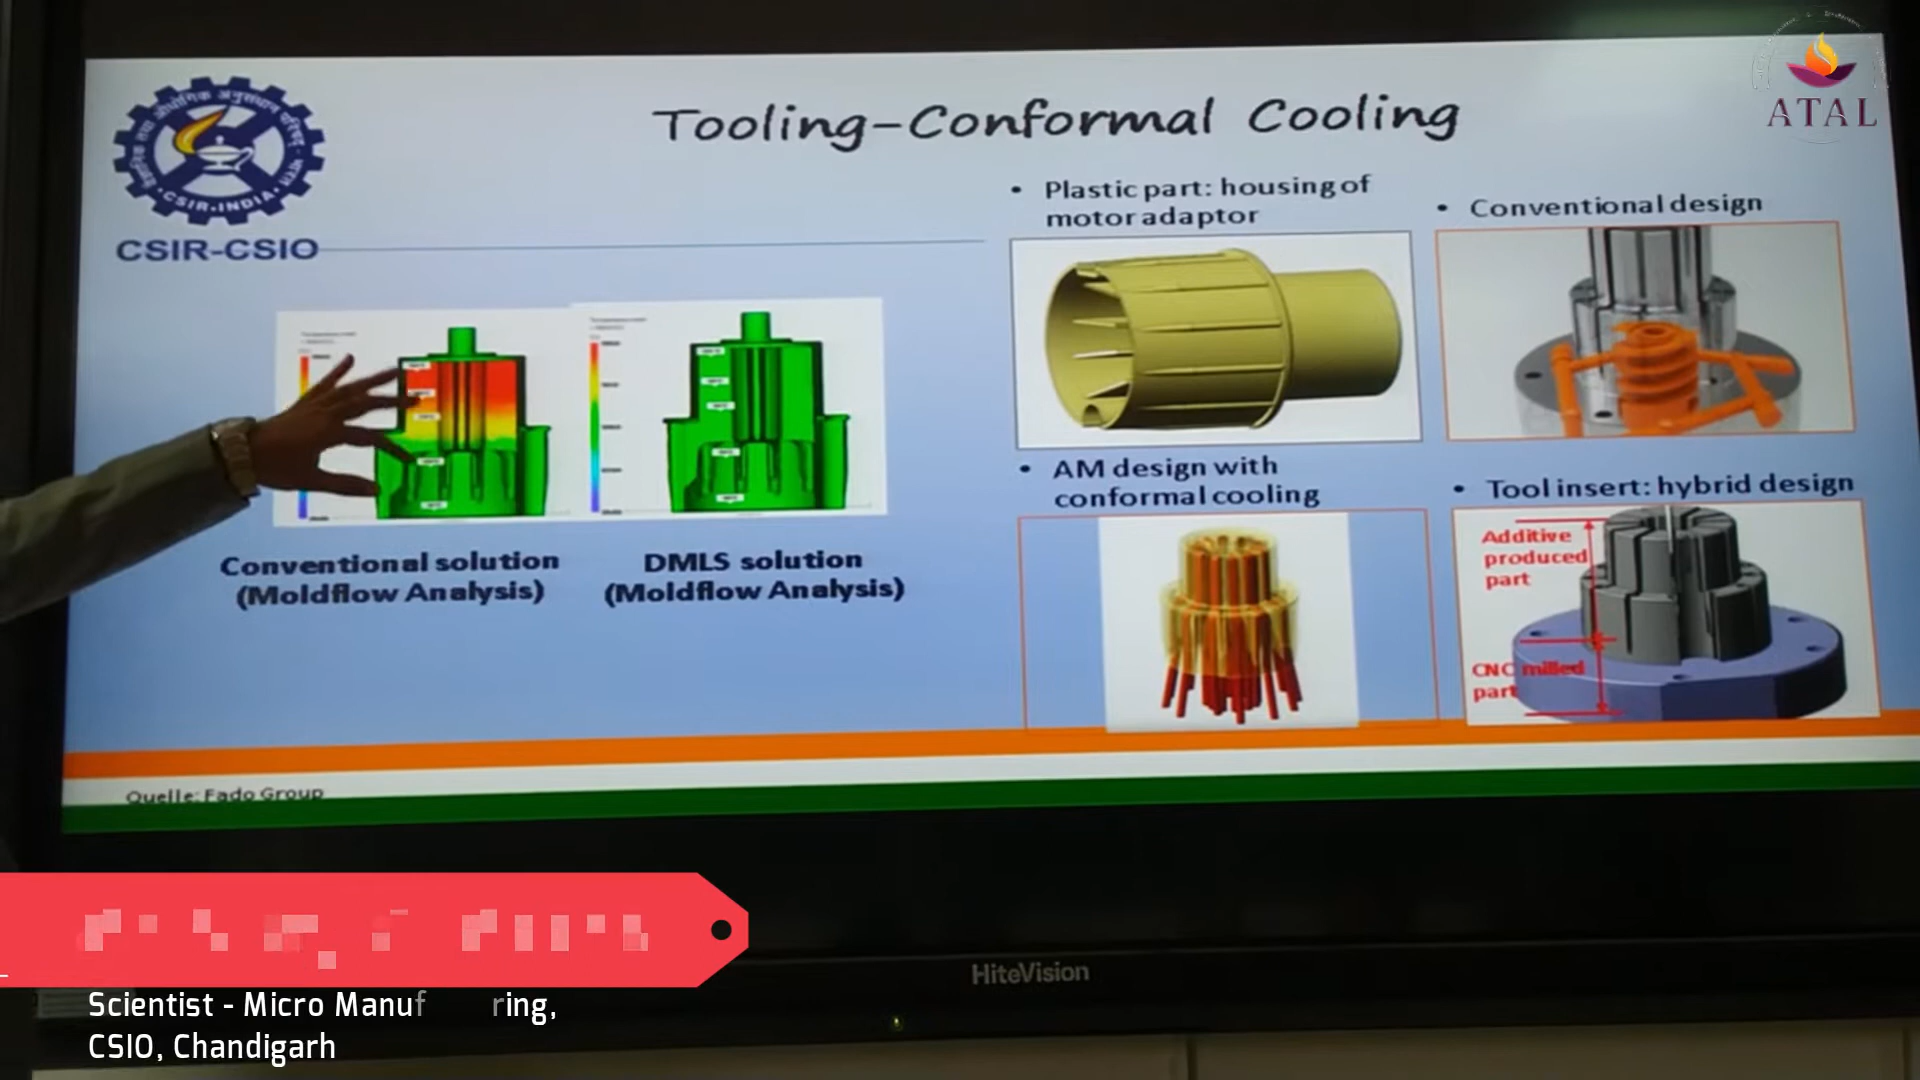 ATAL
CSIR-INDIA
CSIR-CSIO
Tooling-Conformal Cooling
• Plastic part: housing of
motor adaptor
• Conventional design
• AM design with
conformal cooling
• Tool insert: hybrid design
Additive
produced
part
CNC milled
part
Conventional solution
(Moldflow Analysis)
DMLS solution
(Moldflow Analysis)
Quelle: Fado Group
HiteVision
Scientist - Micro Manuf ring,
CSIO, Chandigarh